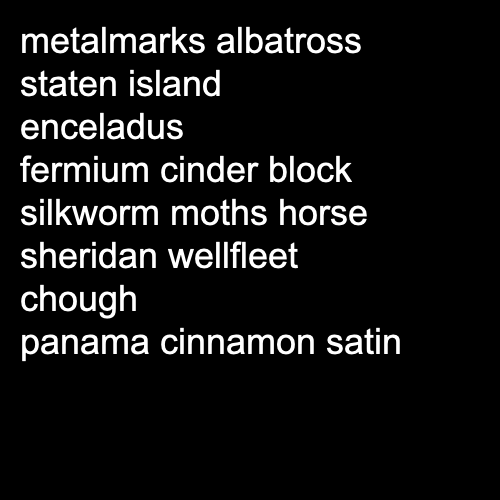 metalmarks albatross
staten island
enceladus
fermium cinder block
silkworm moths horse
sheridan wellfleet
chough
panama cinnamon satin